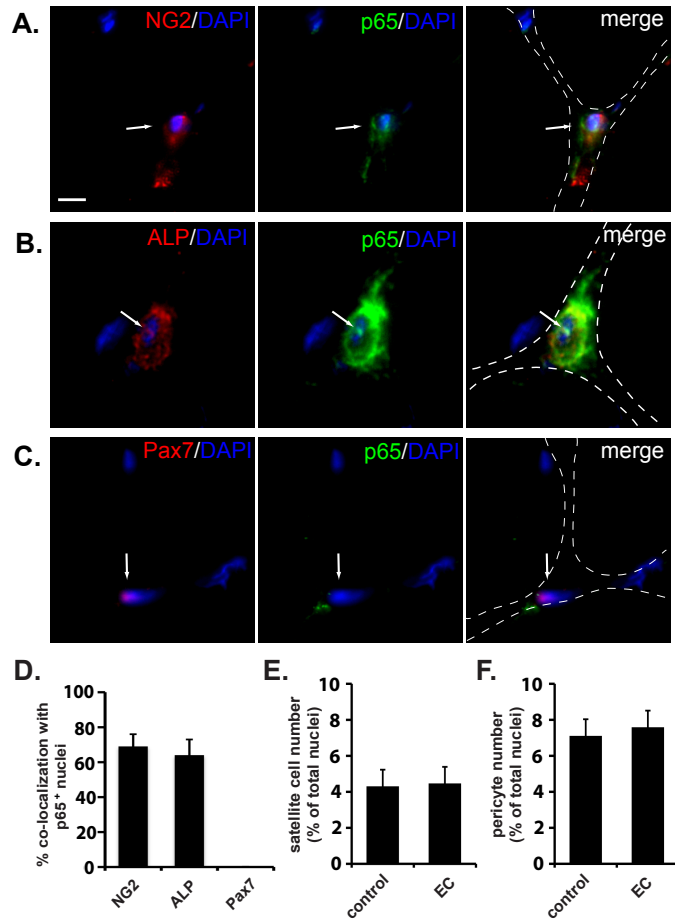 A.
NG2/DAPI
p65/DAPI
merge
B.
ALP/DAPI
p65/DAPI
merge
C.
Pax7/DAPI
p65/DAPI
merge
D.
% co-localization with
p65+ nuclei
100
80
60
40
20
0
NG2
ALP
Pax7
E.
satellite cell number
(% of total nuclei)
10
8
6
4
2
0
control
EC
F.
pericyte number
(% of total nuclei)
10
8
6
4
2
0
control
EC